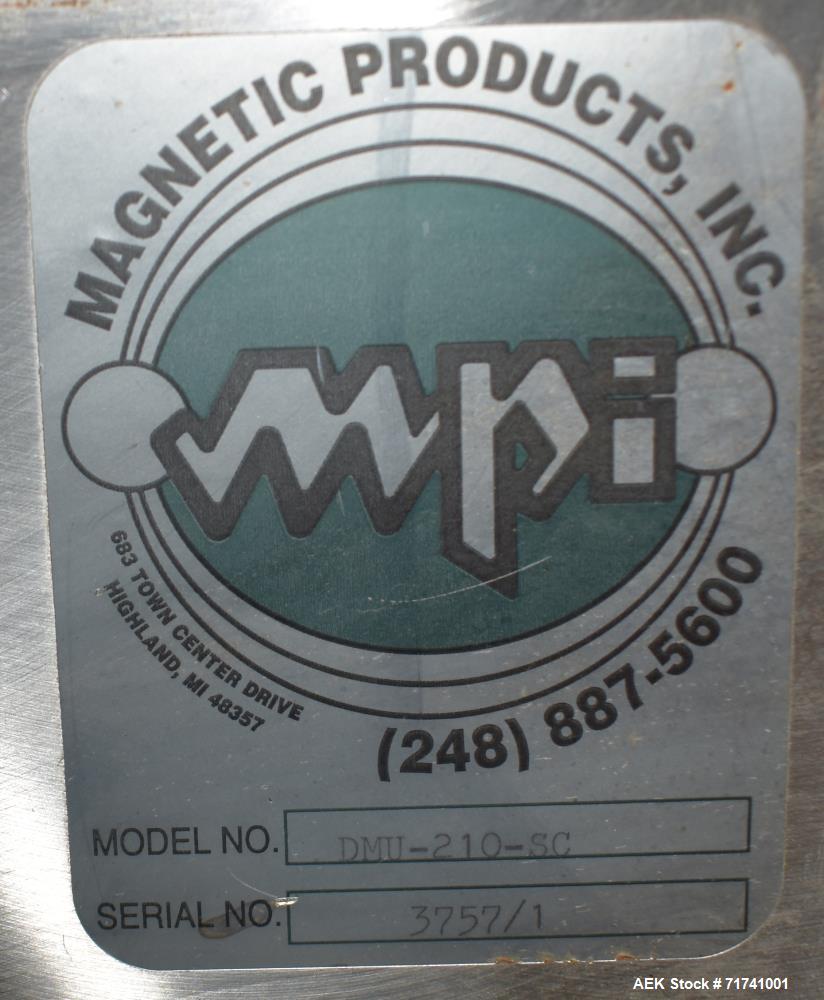 MAGNETIC PRODUCTS, INC.
mpi
683 TOWN CENTER DRIVE
HIGHLAND, MI 48357
(248) 887-5600
MODEL NO. DMU-210-SC
SERIAL NO. 3757/1
AEK Stock # 71741001